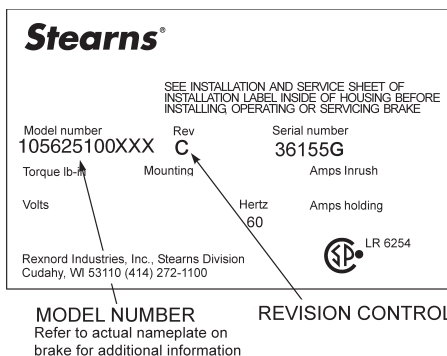 Stearns®
SEE INSTALLATION AND SERVICE SHEET OF
INSTALLATION LABEL INSIDE OF HOUSING BEFORE
INSTALLING, OPERATING OR SERVICING BRAKE
Model number Rev Serial number
105625100XXX C 36155G
Torque lb-in Mounting Amps Inrush
Volts Hertz Amps holding
60
SP LR 6254
Rexnord Industries, Inc., Stearns Division
Cudahy, WI 53110 (414) 272-1100
MODEL NUMBER REVISION CONTROL
Refer to actual nameplate on
brake for additional information